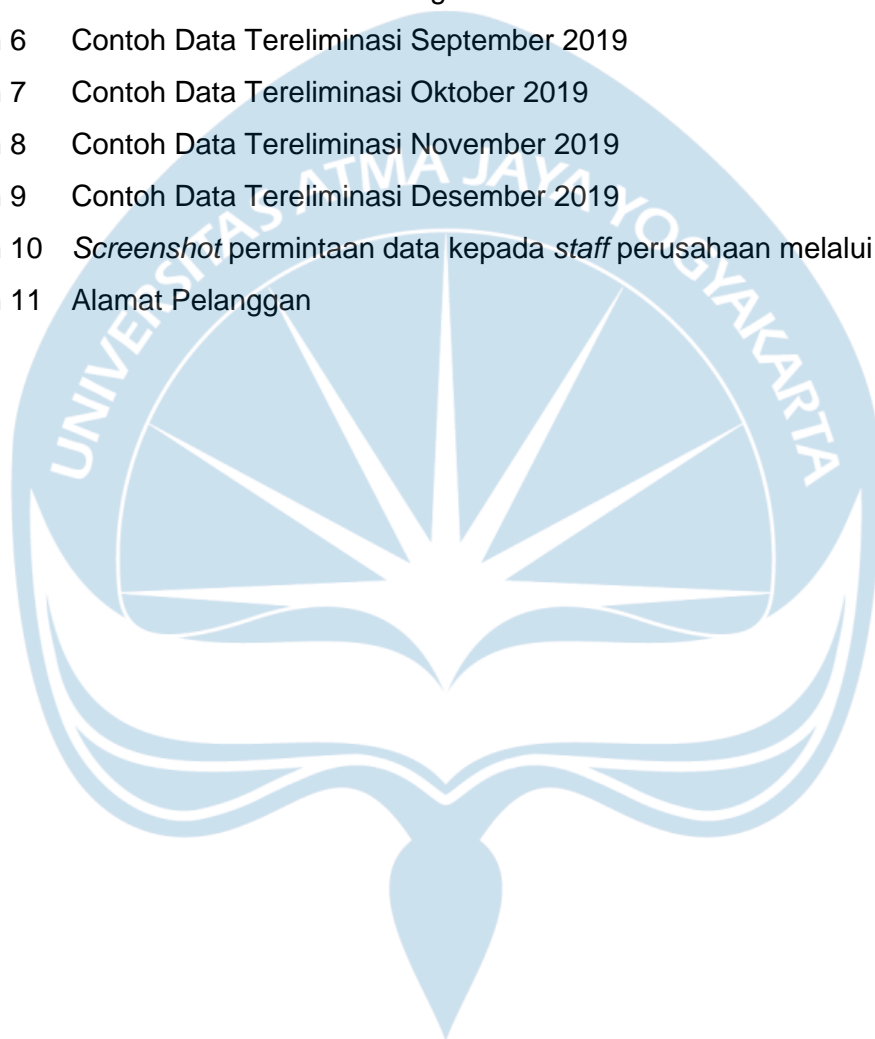 6 Contoh Data Tereliminasi September 2019
7 Contoh Data Tereliminasi Oktober 2019
8 Contoh Data Tereliminasi November 2019
9 Contoh Data Tereliminasi Desember 2019
10 Screenshot permintaan data kepada staff perusahaan melalui
11 Alamat Pelanggan
UNIVERSITAS ATMA JAYA YOGYAKARTA